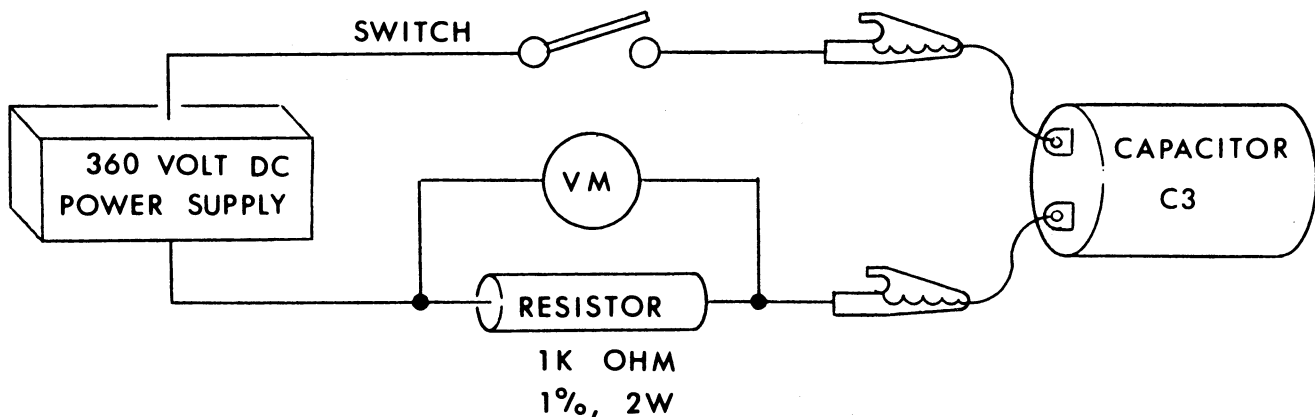 SWITCH
360 VOLT DC
POWER SUPPLY
VM
CAPACITOR
C3
RESISTOR
1K OHM
1%, 2W